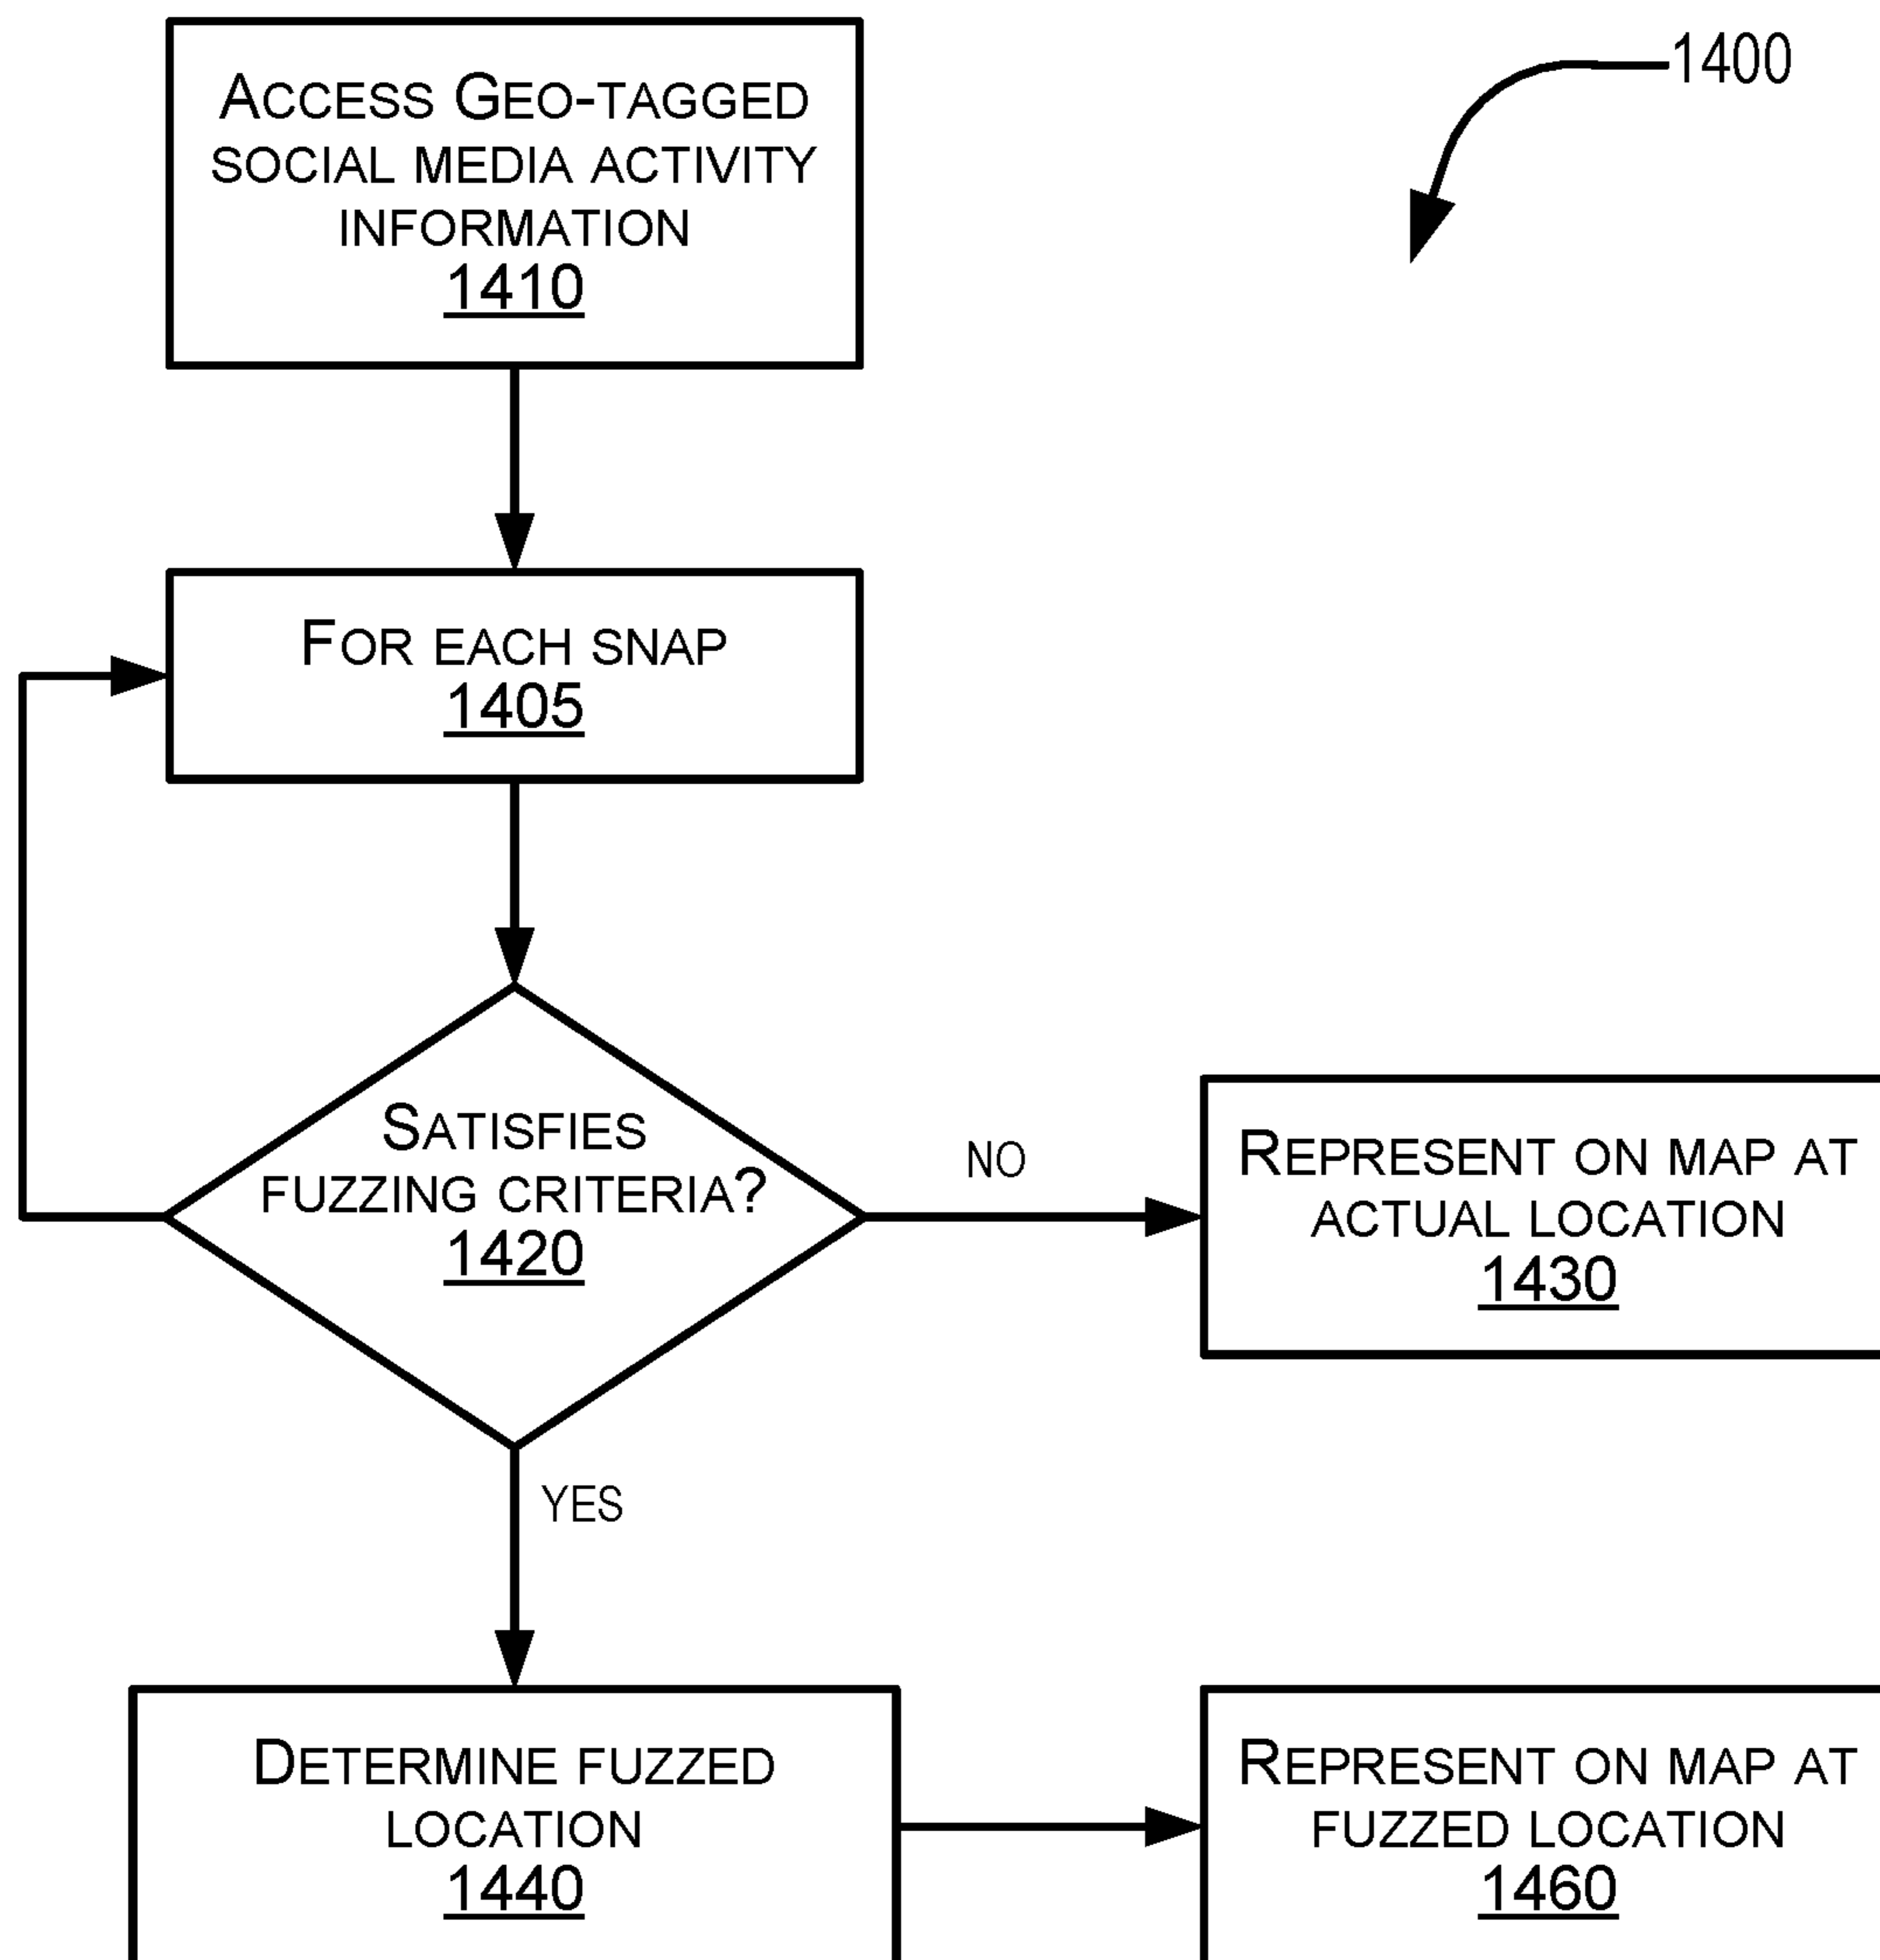 ACCESS GEO-TAGGED
SOCIAL MEDIA ACTIVITY
INFORMATION
1410
1400
FOR EACH SNAP
1405
SATISFIES
FUZZING CRITERIA?
1420
NO
REPRESENT ON MAP AT
ACTUAL LOCATION
1430
YES
DETERMINE FUZZED
LOCATION
1440
REPRESENT ON MAP AT
FUZZED LOCATION
1460